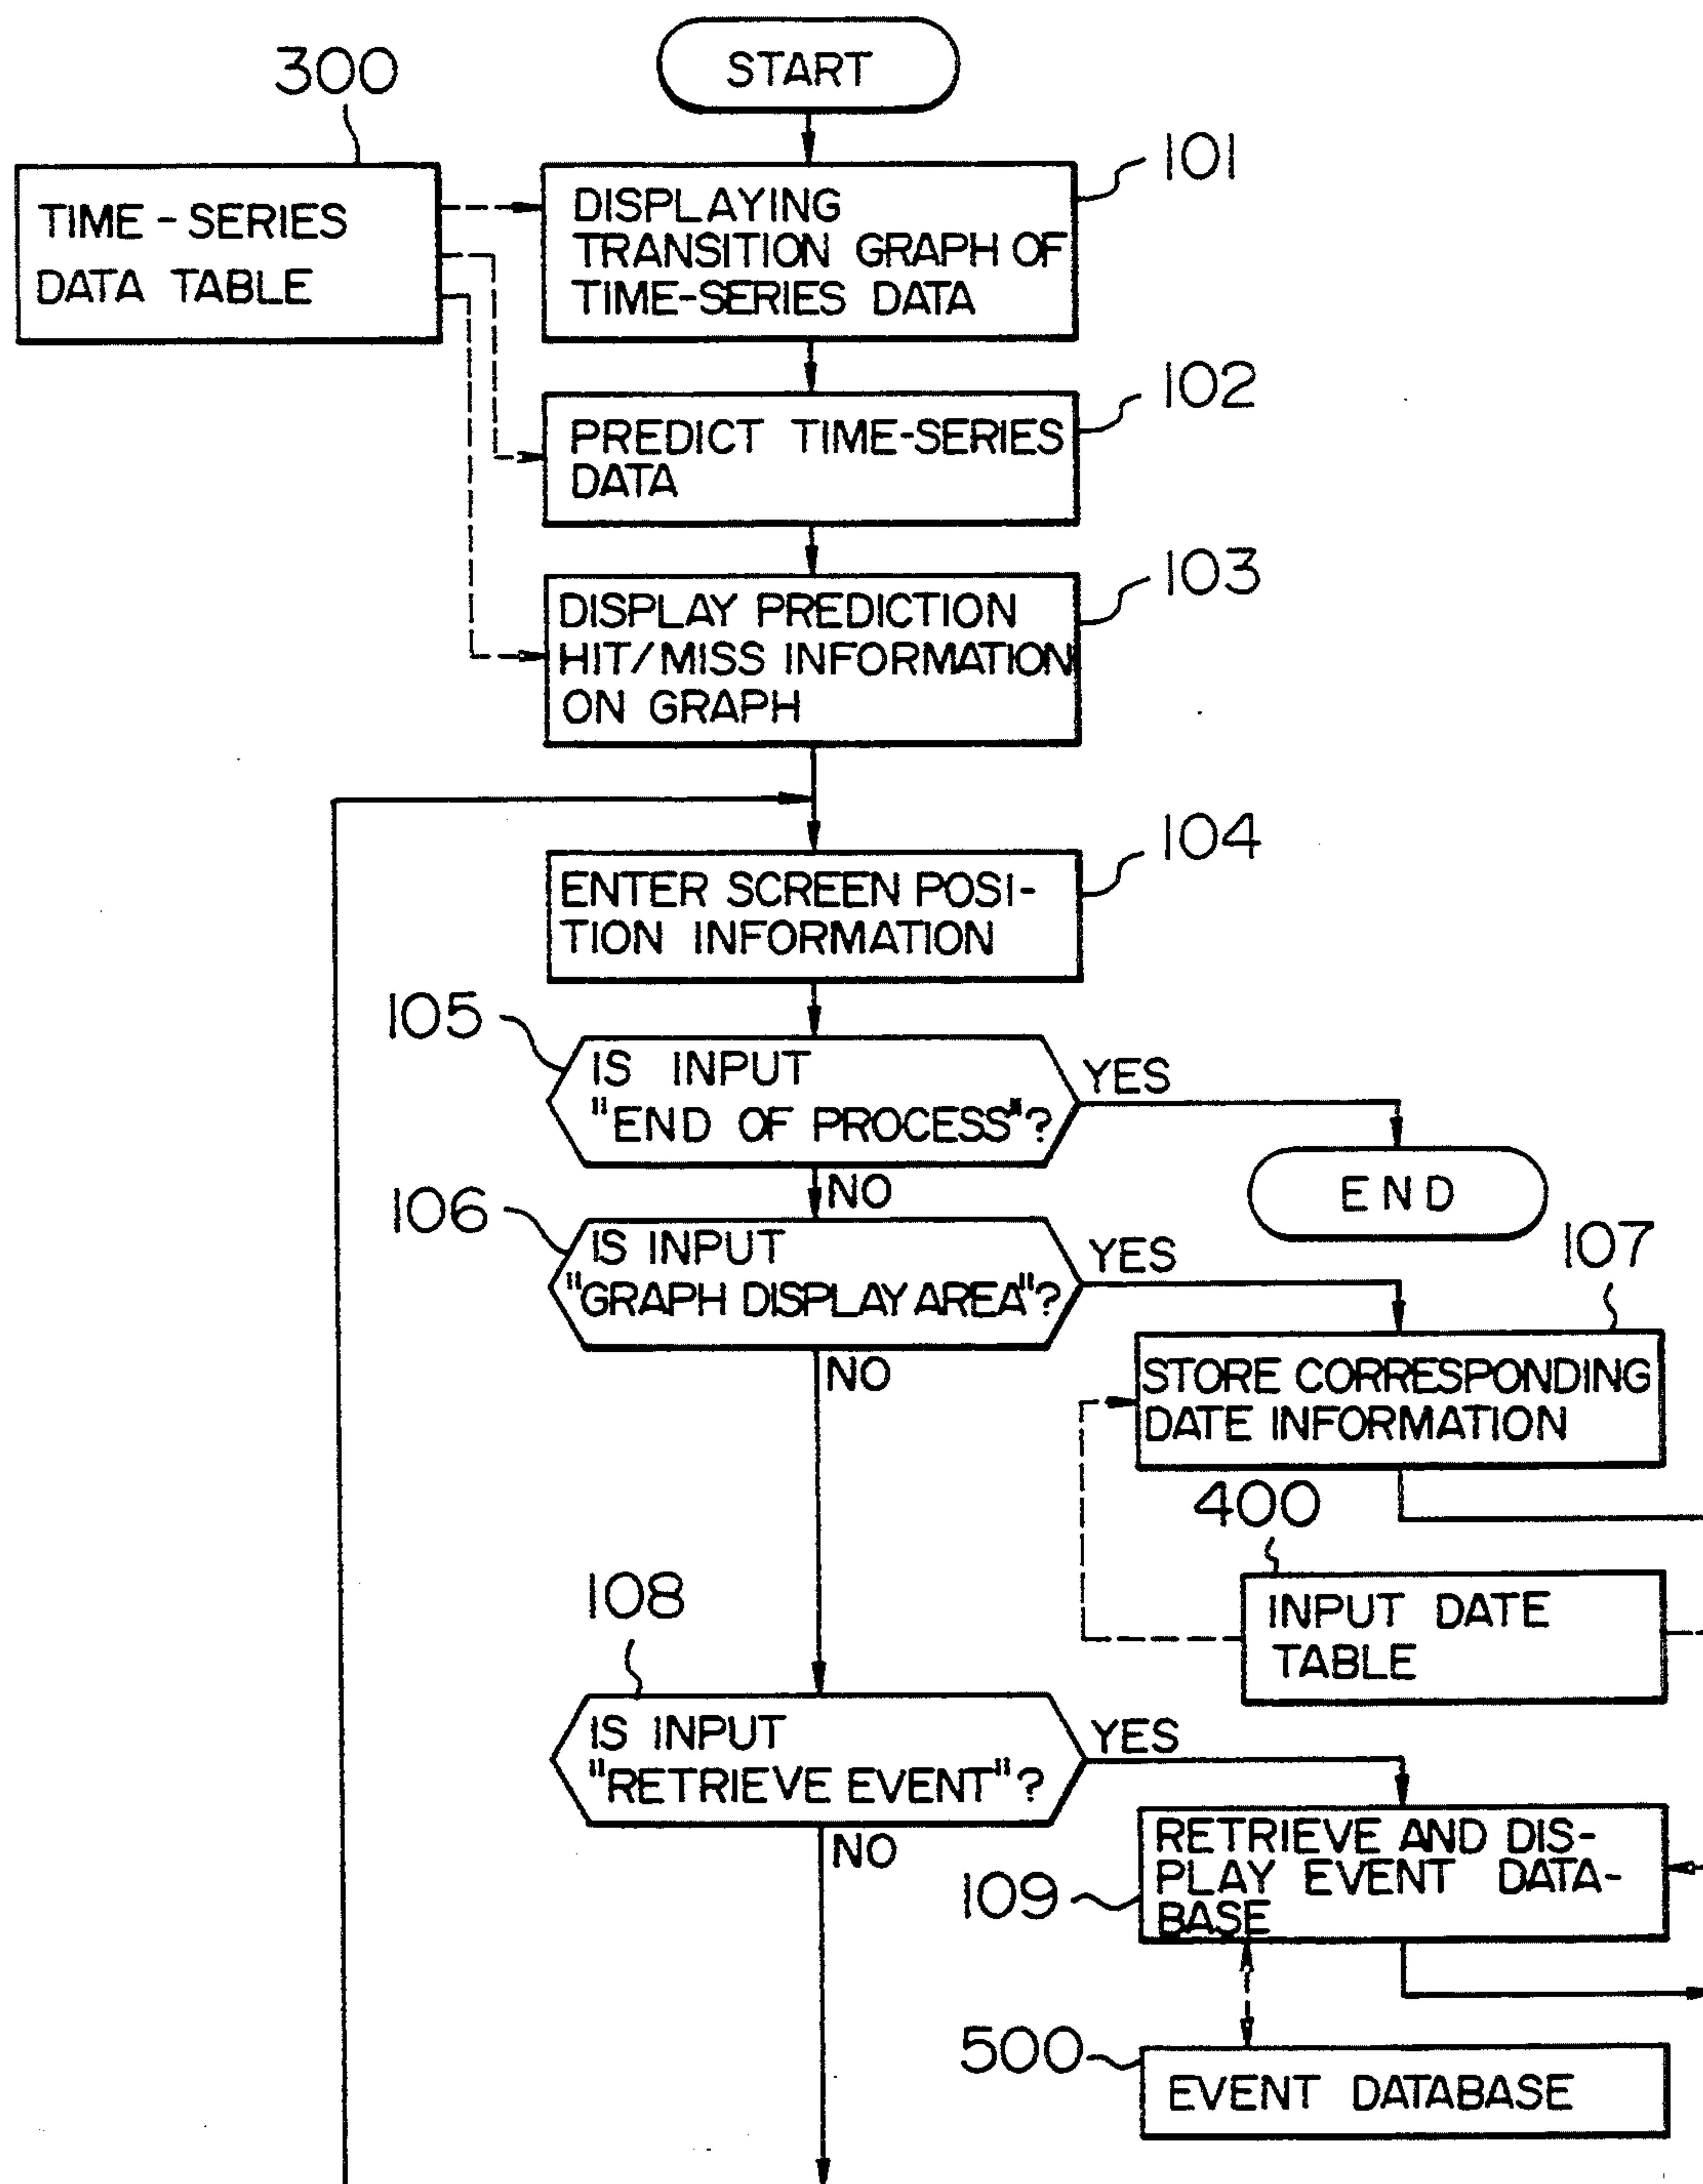 START
300
TIME-SERIES
DATA TABLE
101
DISPLAYING
TRANSITION GRAPH OF
TIME-SERIES DATA
102
PREDICT TIME-SERIES
DATA
103
DISPLAY PREDICTION
HIT/MISS INFORMATION
ON GRAPH
104
ENTER SCREEN POSI-
TION INFORMATION
105
IS INPUT
"END OF PROCESS"?
YES
END
NO
106
IS INPUT
"GRAPH DISPLAY AREA"?
YES
107
STORE CORRESPONDING
DATE INFORMATION
NO
400
INPUT DATE
TABLE
108
IS INPUT
"RETRIEVE EVENT"?
YES
NO
109
RETRIEVE AND DIS-
PLAY EVENT DATA-
BASE
500
EVENT DATABASE